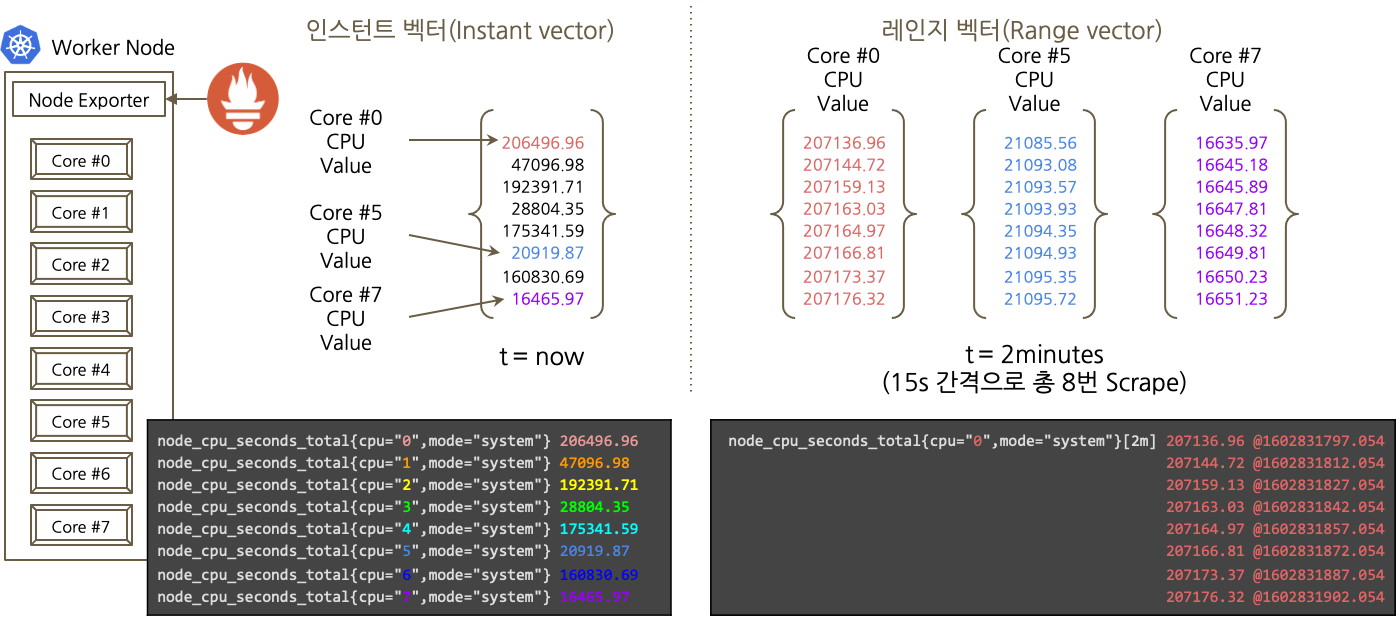 Worker Node
Node Exporter
Core #0
Core #1
Core #2
Core #3
Core #4
Core #5
Core #6
Core #7
인스턴트 벡터(Instant vector)
Core #0
CPU
Value
Core #5
CPU
Value
Core #7
CPU
Value
206496.96
47096.98
192391.71
28804.35
175341.59
20919.87
160830.69
16465.97
t = now
node_cpu_seconds_total{cpu="0",mode="system"} 206496.96
node_cpu_seconds_total{cpu="1",mode="system"} 47096.98
node_cpu_seconds_total{cpu="2",mode="system"} 192391.71
node_cpu_seconds_total{cpu="3",mode="system"} 28804.35
node_cpu_seconds_total{cpu="4",mode="system"} 175341.59
node_cpu_seconds_total{cpu="5",mode="system"} 20919.87
node_cpu_seconds_total{cpu="6",mode="system"} 160830.69
node_cpu_seconds_total{cpu="7",mode="system"} 16465.97
레인지 벡터(Range vector)
Core #0
CPU
Value
207136.96
207144.72
207159.13
207163.03
207164.97
207166.81
207173.37
207176.32
Core #5
CPU
Value
21085.56
21093.08
21093.57
21093.93
21094.35
21094.93
21095.35
21095.72
Core #7
CPU
Value
16635.97
16645.18
16645.89
16647.81
16648.32
16649.81
16650.23
16651.23
t = 2minutes
(15s 간격으로 총 8번 Scrape)
node_cpu_seconds_total{cpu="0",mode="system"}[2m] 207136.96 @1602831797.054
207144.72 @1602831812.054
207159.13 @1602831827.054
207163.03 @1602831842.054
207164.97 @1602831857.054
207166.81 @1602831872.054
207173.37 @1602831887.054
207176.32 @1602831902.054